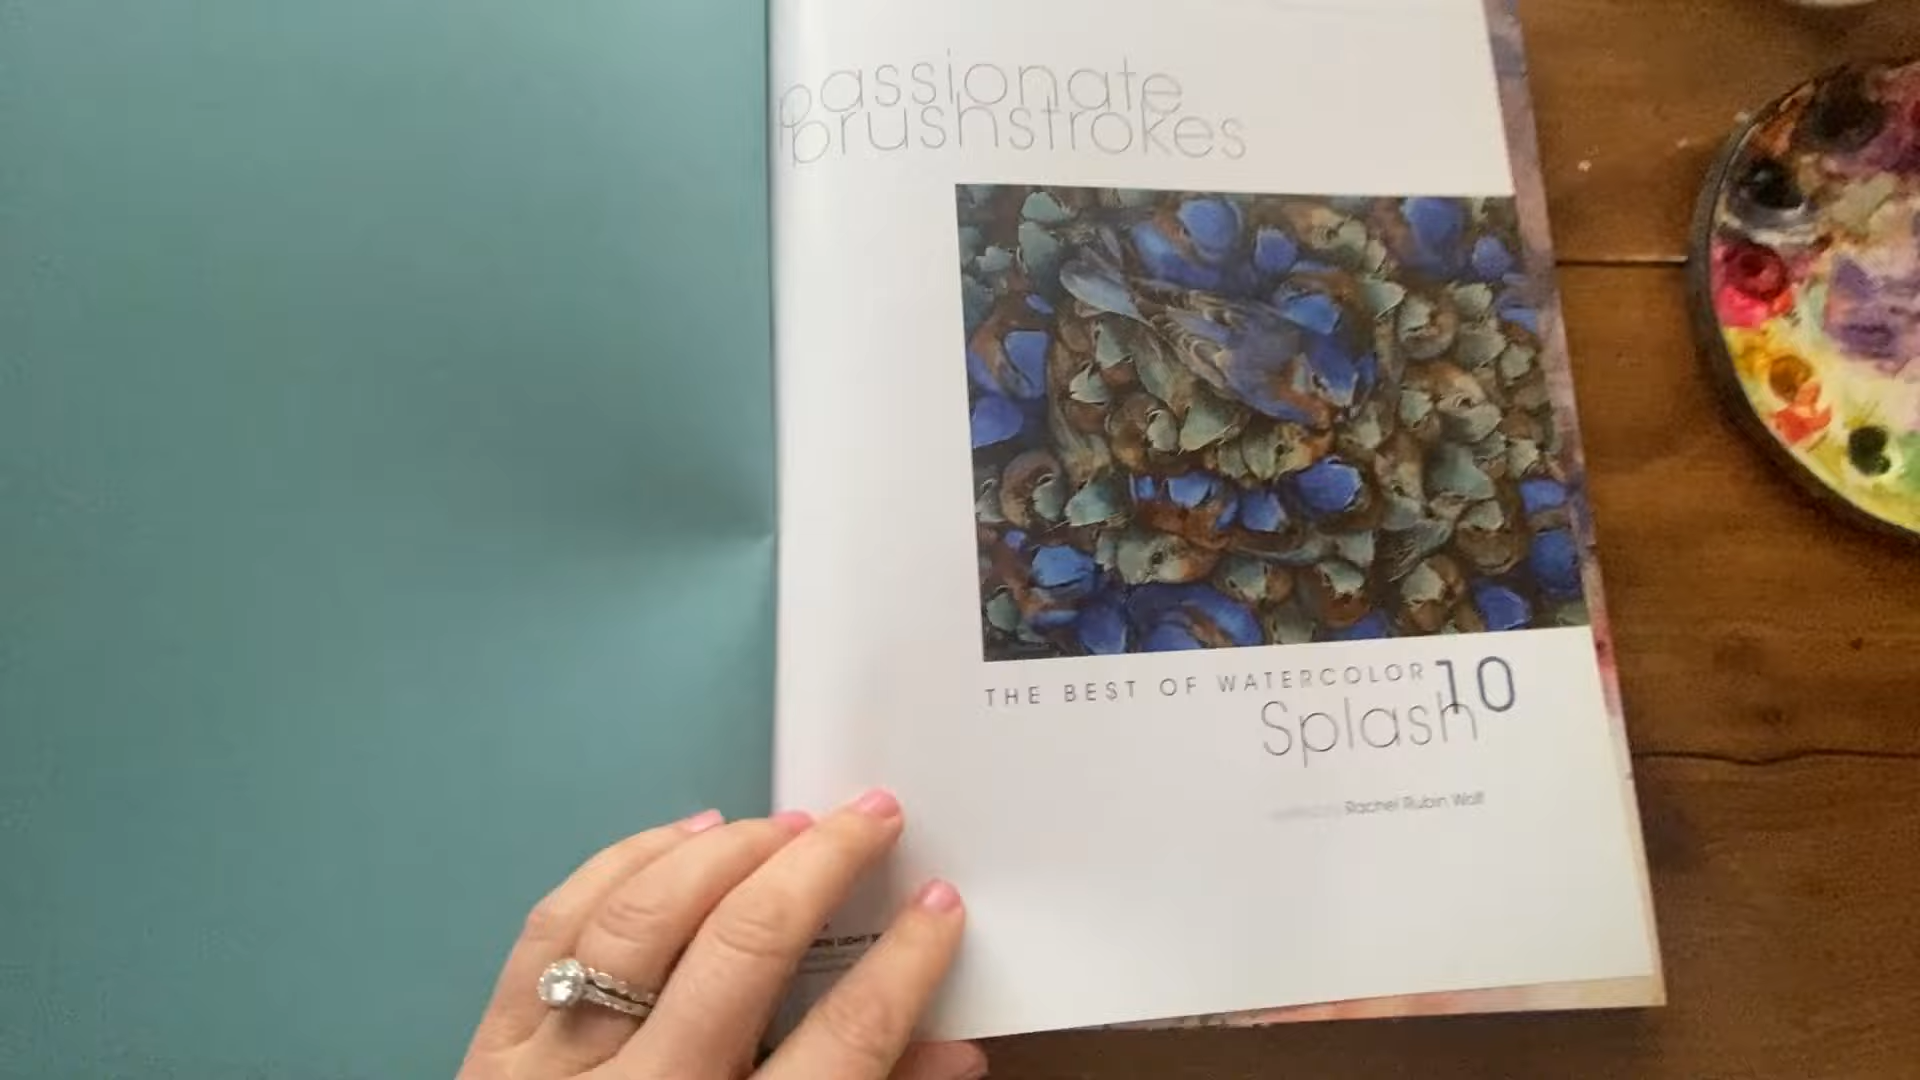 passionate
brushstrokes
THE BEST OF WATERCOLOR
Splash 10
Rachel Rubin Wolf